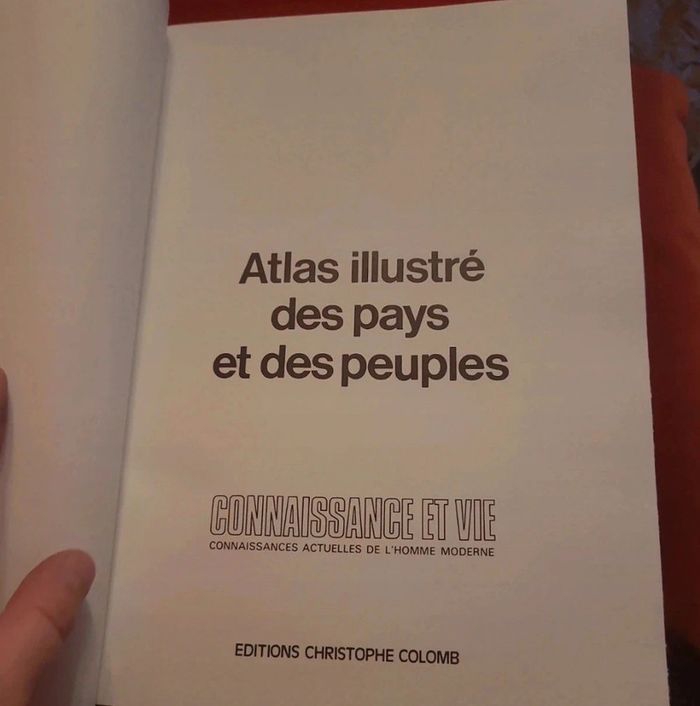 Atlas illustré
des pays
et des peuples
CONNAISSANCE ET VIE
CONNAISSANCES ACTUELLES DE L'HOMME MODERNE
EDITIONS CHRISTOPHE COLOMB